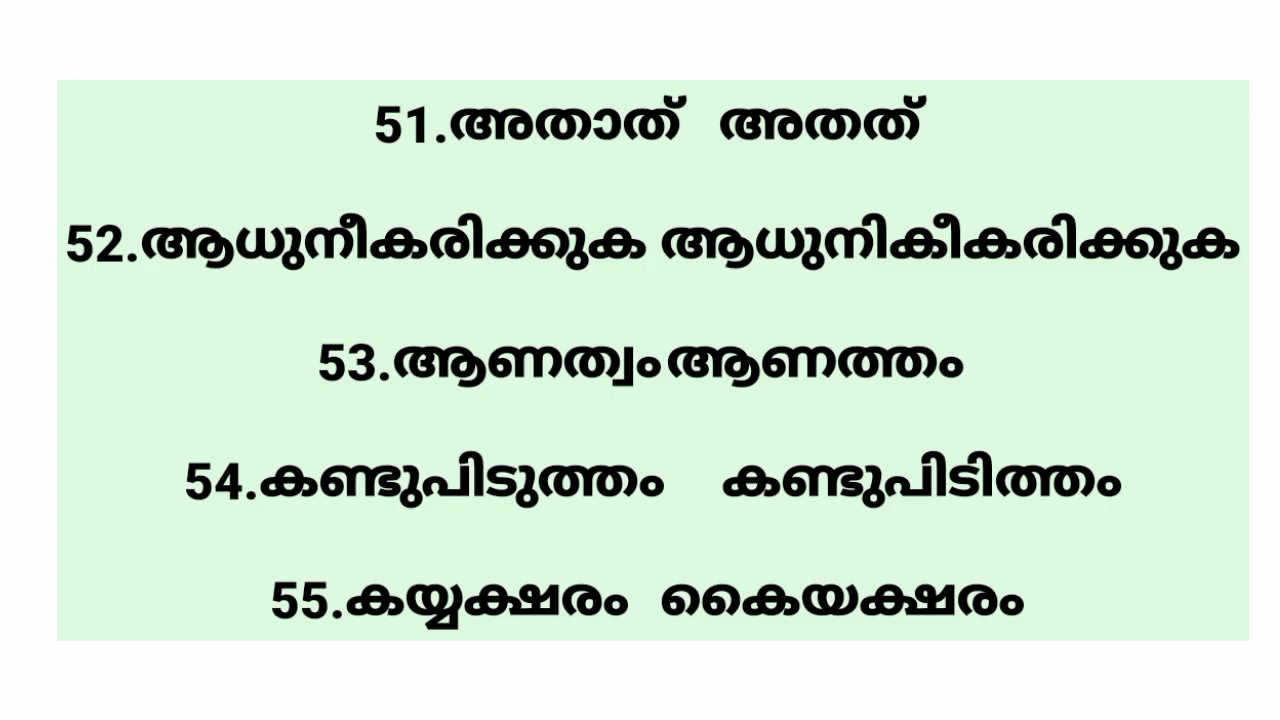 51.അതാത് അതത്
52.ആധുനീകരിക്കുക ആധുനികീകരിക്കുക
53.ആണത്വം ആണത്തം
54.കണ്ടുപിടുത്തം കണ്ടുപിടിത്തം
55.കയ്യക്ഷരം കൈയക്ഷരം